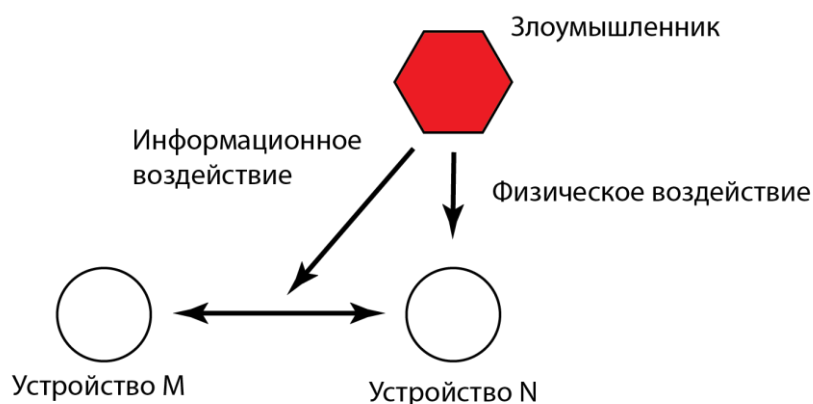 Злоумышленник
Информационное
воздействие
Физическое воздействие
Устройство M
Устройство N